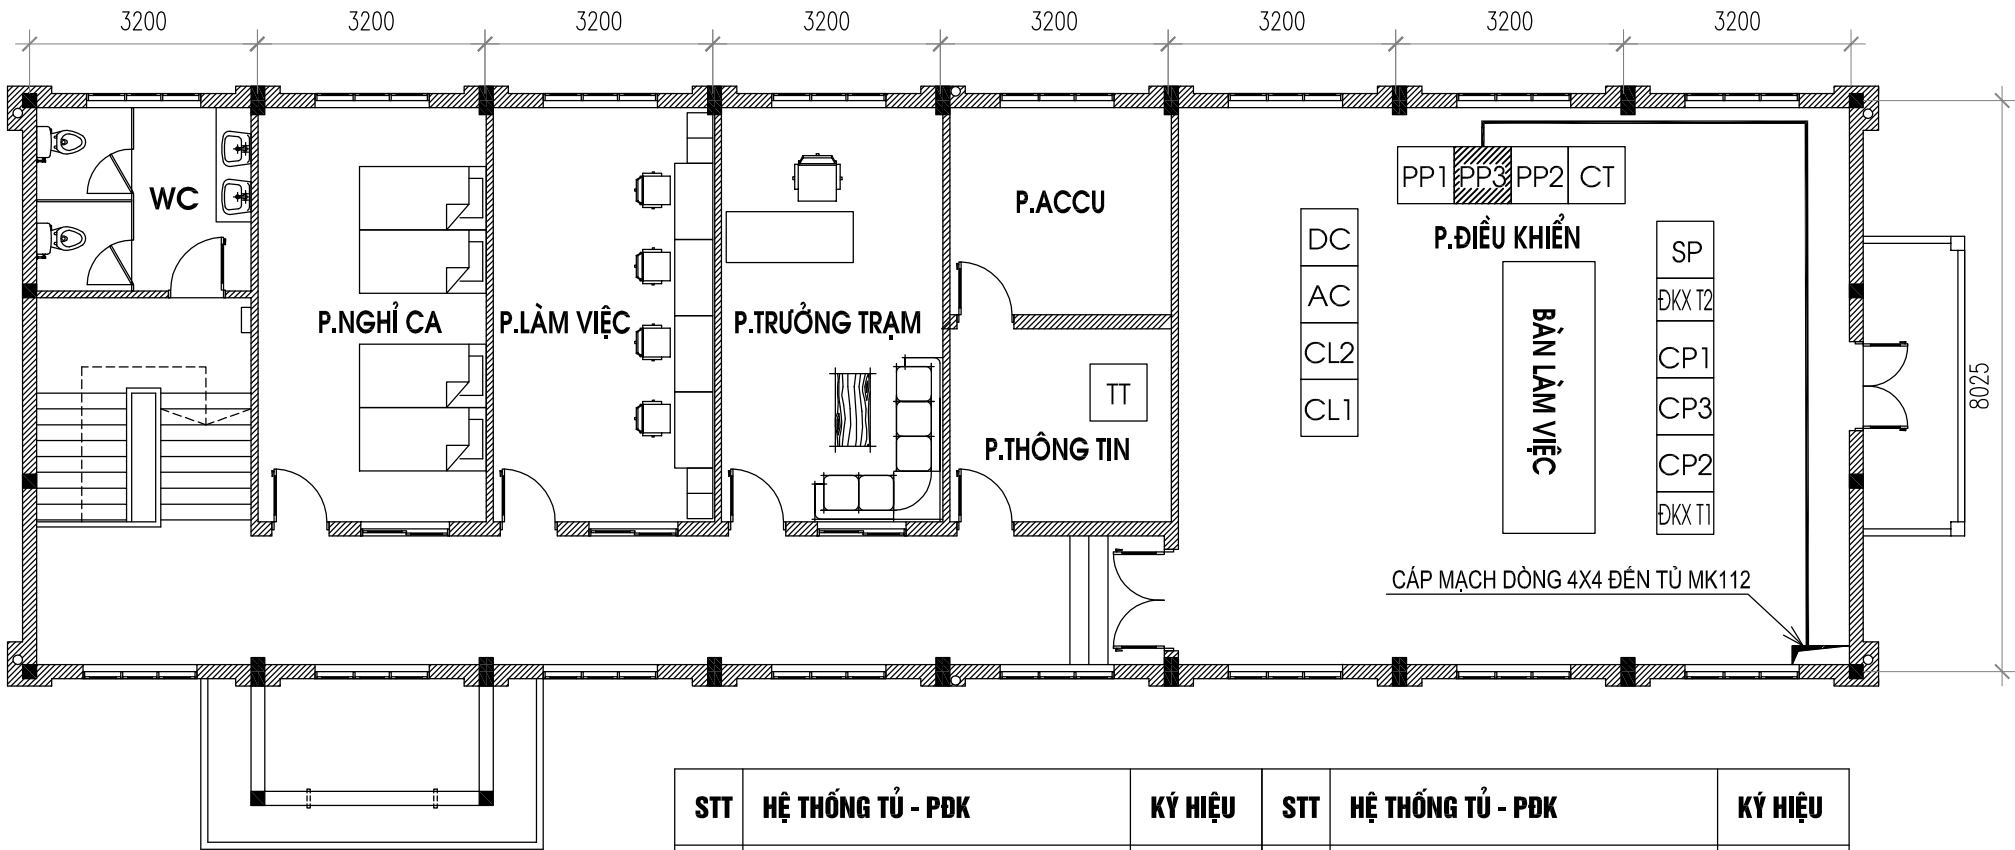 3200 3200 3200 3200 3200 3200 3200 3200
PP1 PP3 PP2 CT
WC
P.ACCU
P.ĐIỀU KHIỂN
DC
AC
CL2
CL1
SP
ĐKX T2
CP1
CP3
CP2
ĐKX T1
BÀN LÀM VIỆC
P.NGHỈ CA
P.LÀM VIỆC
P.TRƯỞNG TRẠM
TT
P.THÔNG TIN
8025
CÁP MẠCH DÒNG 4X4 ĐẾN TỦ MK112
STT HỆ THỐNG TỦ - PĐK KÝ HIỆU STT HỆ THỐNG TỦ - PĐK KÝ HIỆU